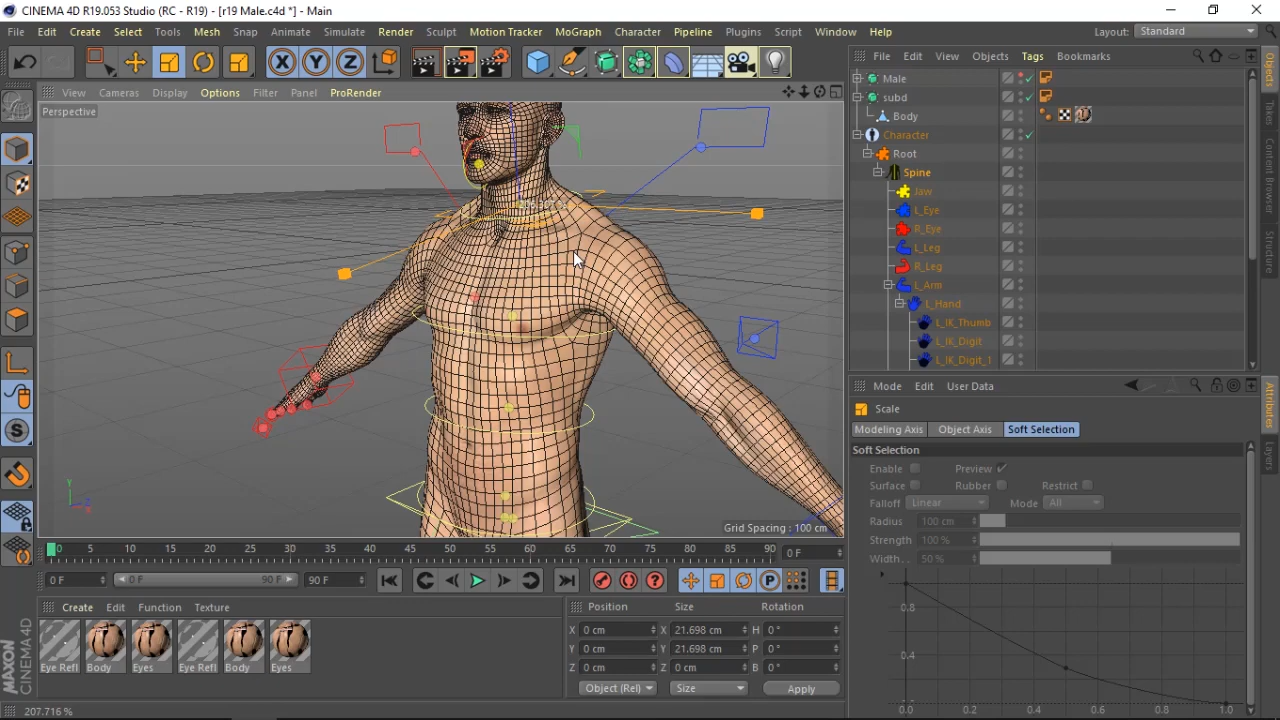 CINEMA 4D R19.053 Studio (RC - R19) - [r19 Male.c4d *] - Main
File Edit Create Select Tools Mesh Snap Animate Simulate Render Sculpt Motion Tracker MoGraph Character Pipeline Plugins Script Window Help Layout: Standard
X Y Z
View Cameras Display Options Filter Panel ProRender
Perspective
Grid Spacing : 100 cm
0 5 10 15 20 25 30 35 40 45 50 55 60 65 70 75 80 85 90 0 F
0 F 0 F 90 F 90 F
Create Edit Function Texture
Eye Refl Body Eyes Eye Refl Body Eyes
Position Size Rotation
X 0 cm X 21.698 cm H 0 °
Y 0 cm Y 21.698 cm P 0 °
Z 0 cm Z 0 cm B 0 °
Object (Rel) Size Apply
MAXON CINEMA 4D
207.716 %
File Edit View Objects Tags Bookmarks
Male
subd
Body
Character
Root
Spine
Jaw
L_Eye
R_Eye
L_Leg
R_Leg
L_Arm
L_Hand
L_IK_Thumb
L_IK_Digit
L_IK_Digit_1
Objects
Takes
Content Browser
Structure
Mode Edit User Data
Scale
Modeling Axis Object Axis Soft Selection
Soft Selection
Enable Preview
Surface Rubber Restrict
Falloff Linear Mode All
Radius 100 cm
Strength 100 %
Width. . 50 %
0.8
0.4
0.0 0.2 0.4 0.6 0.8 1.0
Attributes
Layers